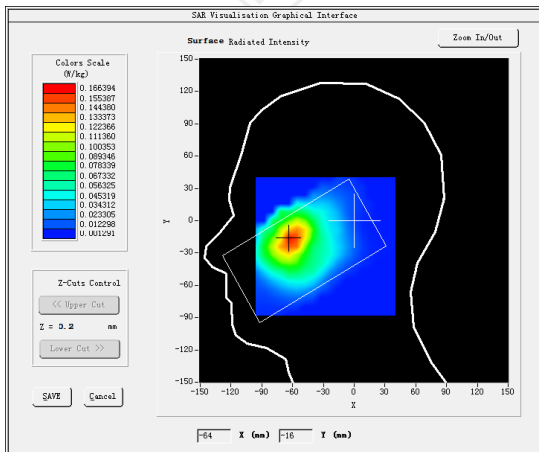 SAR Visualisation Graphical Interface
Surface Radiated Intensity
Zoom In/Out
Colors Scale
(W/kg)
0.166394
0.155387
0.144380
0.133373
0.122366
0.111360
0.100353
0.089346
0.078339
0.067332
0.056325
0.045319
0.034312
0.023305
0.012298
0.001291
Z-Cuts Control
<< Upper Cut
Z = 0.2 mm
Lower Cut >>
SAVE Cancel
150
120
90
60
30
0
-30
-60
-90
-120
-150
Y
-150 -120 -90 -60 -30 0 30 60 90 120 150
X
-64 X (mm) -16 Y (mm)